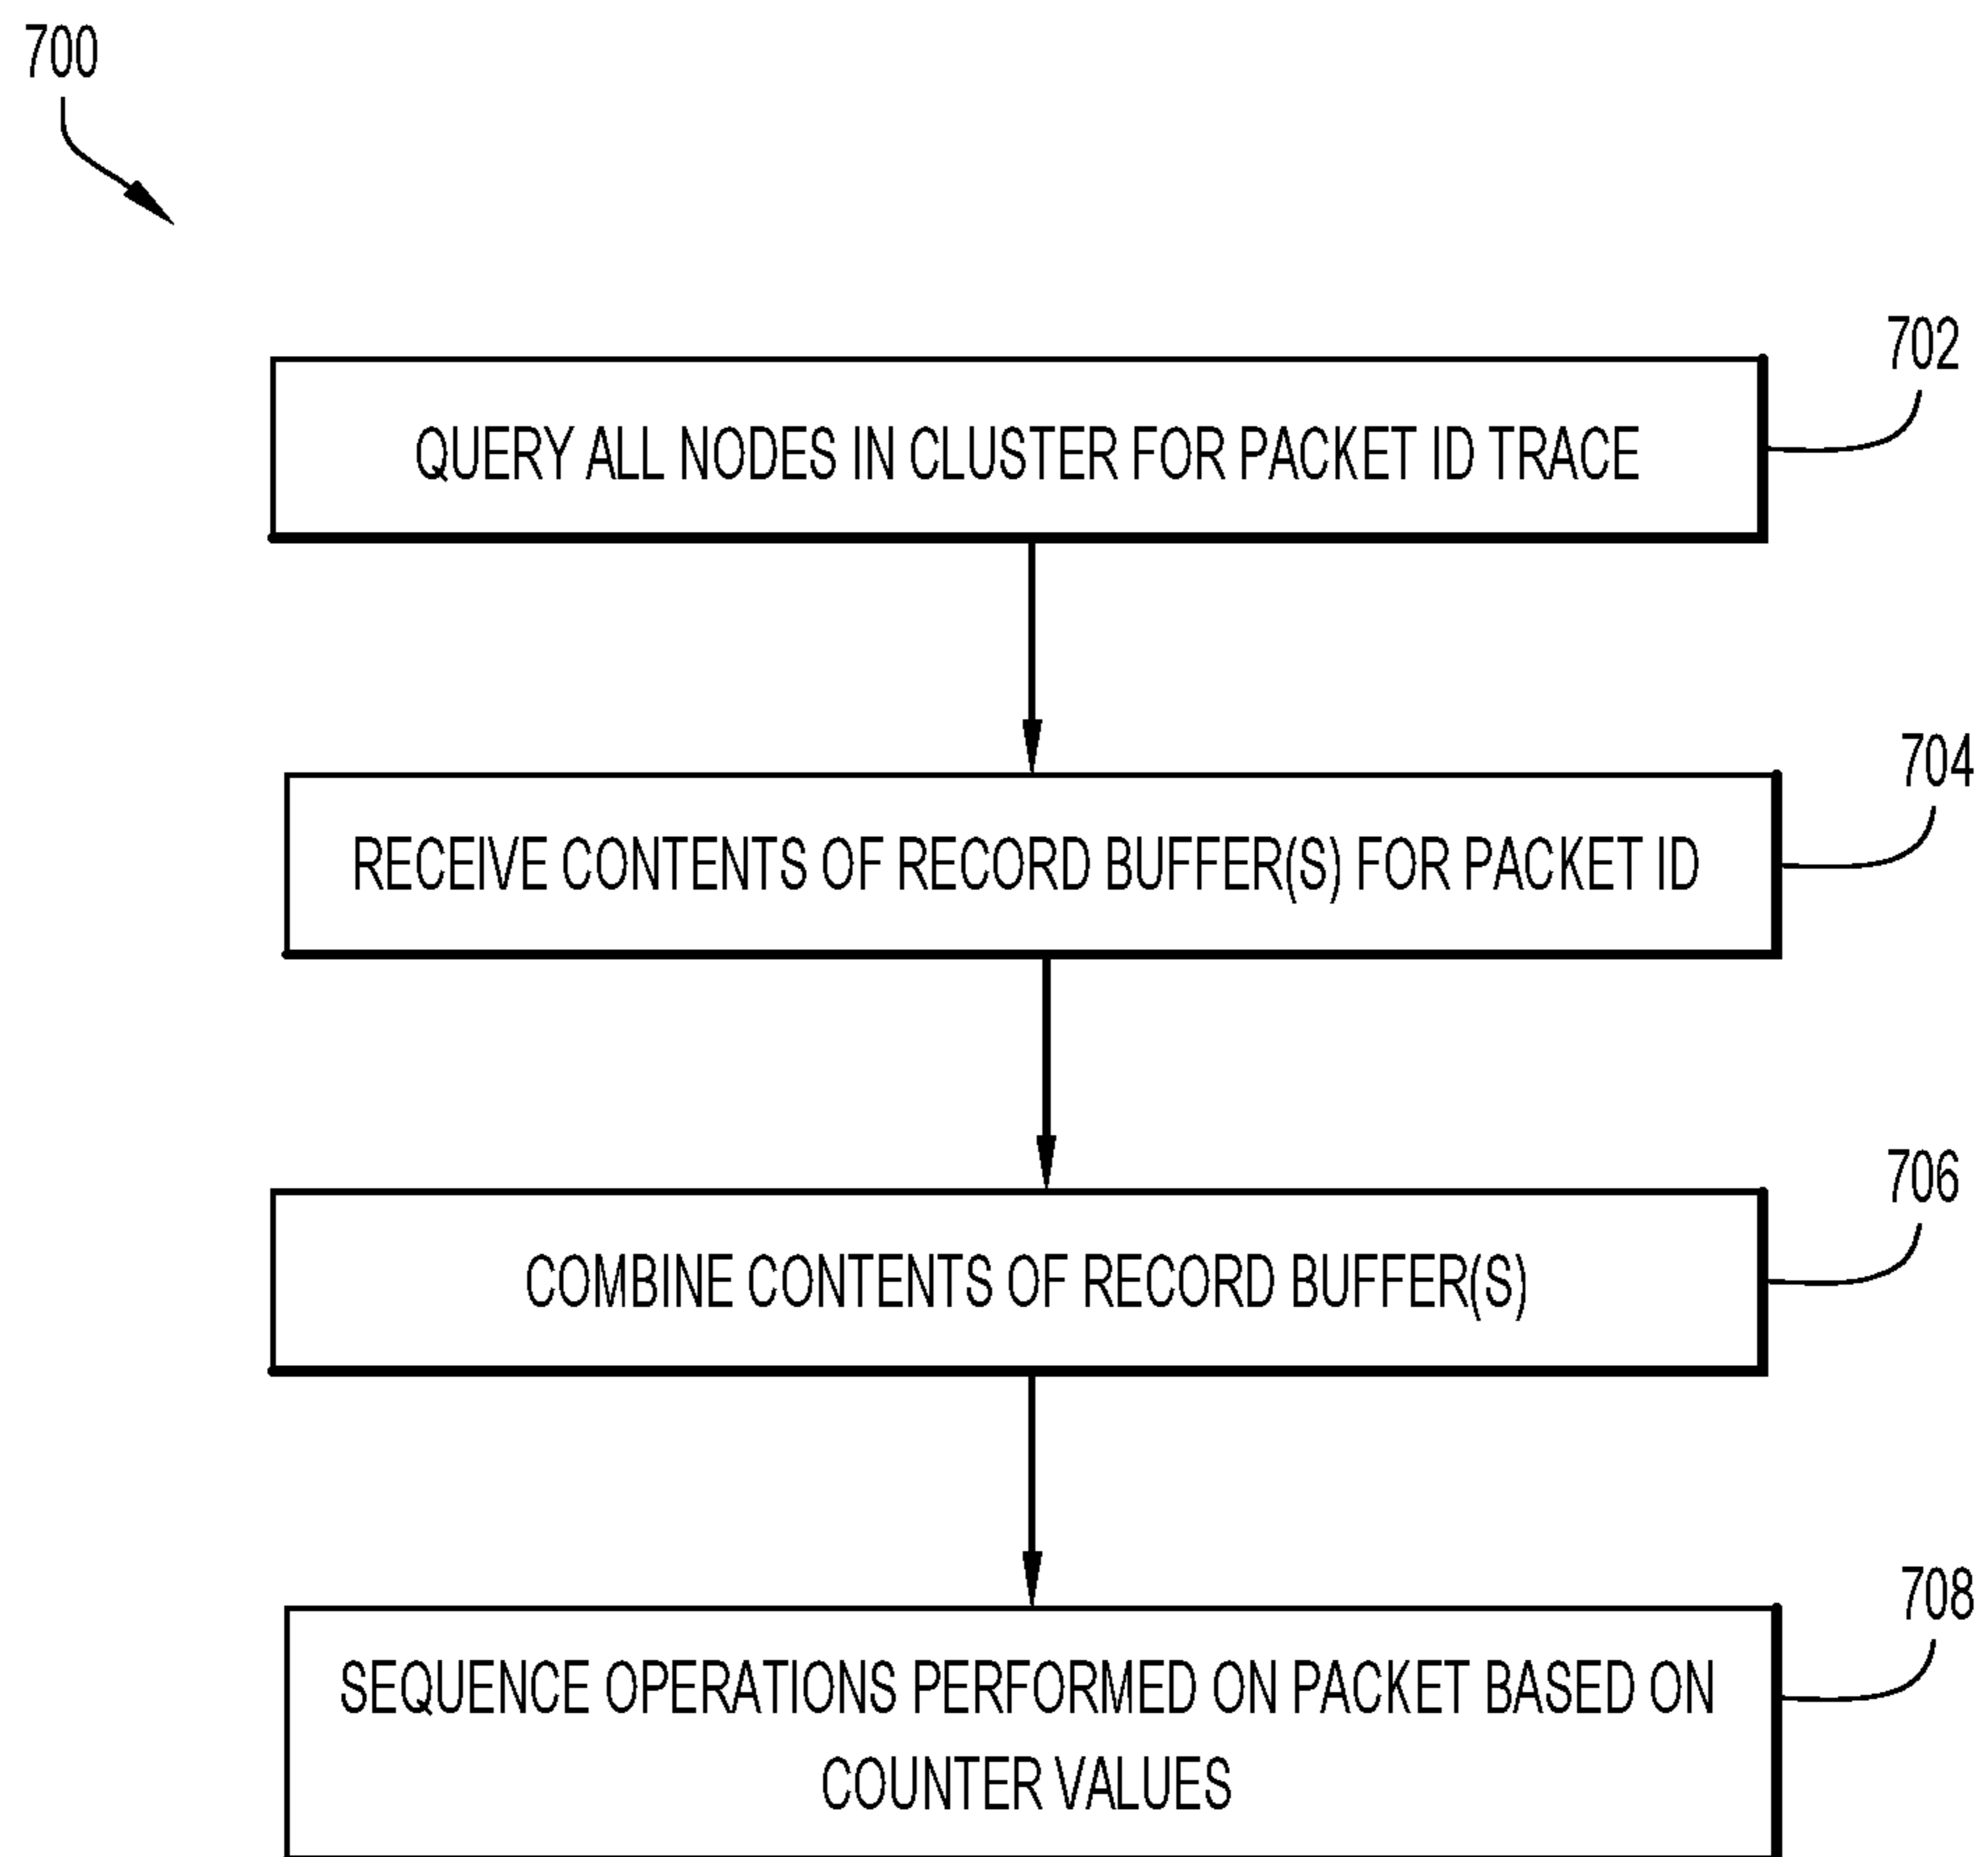 700
702
QUERY ALL NODES IN CLUSTER FOR PACKET ID TRACE
704
RECEIVE CONTENTS OF RECORD BUFFER(S) FOR PACKET ID
706
COMBINE CONTENTS OF RECORD BUFFER(S)
708
SEQUENCE OPERATIONS PERFORMED ON PACKET BASED ON
COUNTER VALUES